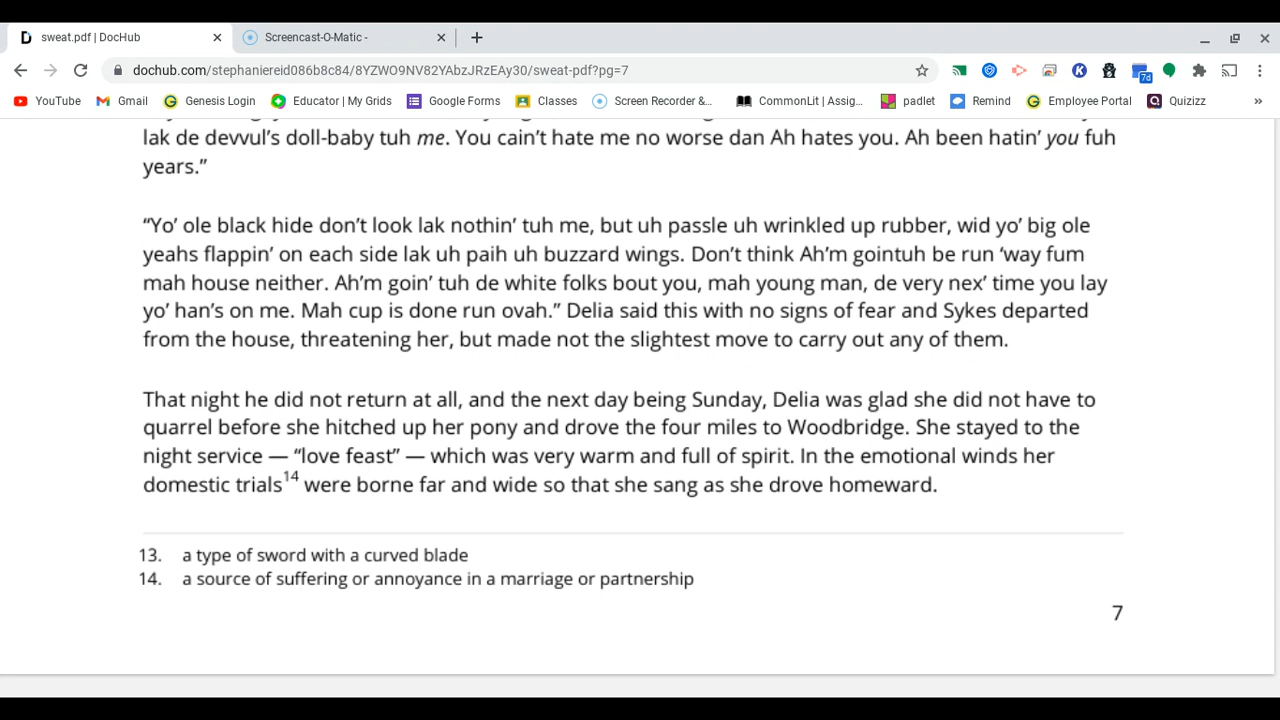 sweat.pdf | DocHub
Screencast-O-Matic -
dochub.com/stephaniereid086b8c84/8YZWO9NV82YAbzJRzEAy30/sweat-pdf?pg=7
7d
YouTube
Gmail
Genesis Login
Educator | My Grids
Google Forms
Classes
Screen Recorder &...
CommonLit | Assig...
padlet
Remind
Employee Portal
Quizizz
lak de devvul's doll-baby tuh me. You cain't hate me no worse dan Ah hates you. Ah been hatin' you fuh
years.”
“Yo' ole black hide don't look lak nothin' tuh me, but uh passle uh wrinkled up rubber, wid yo' big ole
yeahs flappin' on each side lak uh paih uh buzzard wings. Don't think Ah'm gointuh be run ‘way fum
mah house neither. Ah'm goin' tuh de white folks bout you, mah young man, de very nex' time you lay
yo' han's on me. Mah cup is done run ovah.” Delia said this with no signs of fear and Sykes departed
from the house, threatening her, but made not the slightest move to carry out any of them.
That night he did not return at all, and the next day being Sunday, Delia was glad she did not have to
quarrel before she hitched up her pony and drove the four miles to Woodbridge. She stayed to the
night service — “love feast” — which was very warm and full of spirit. In the emotional winds her
domestic trials14 were borne far and wide so that she sang as she drove homeward.
13. a type of sword with a curved blade
14. a source of suffering or annoyance in a marriage or partnership
7